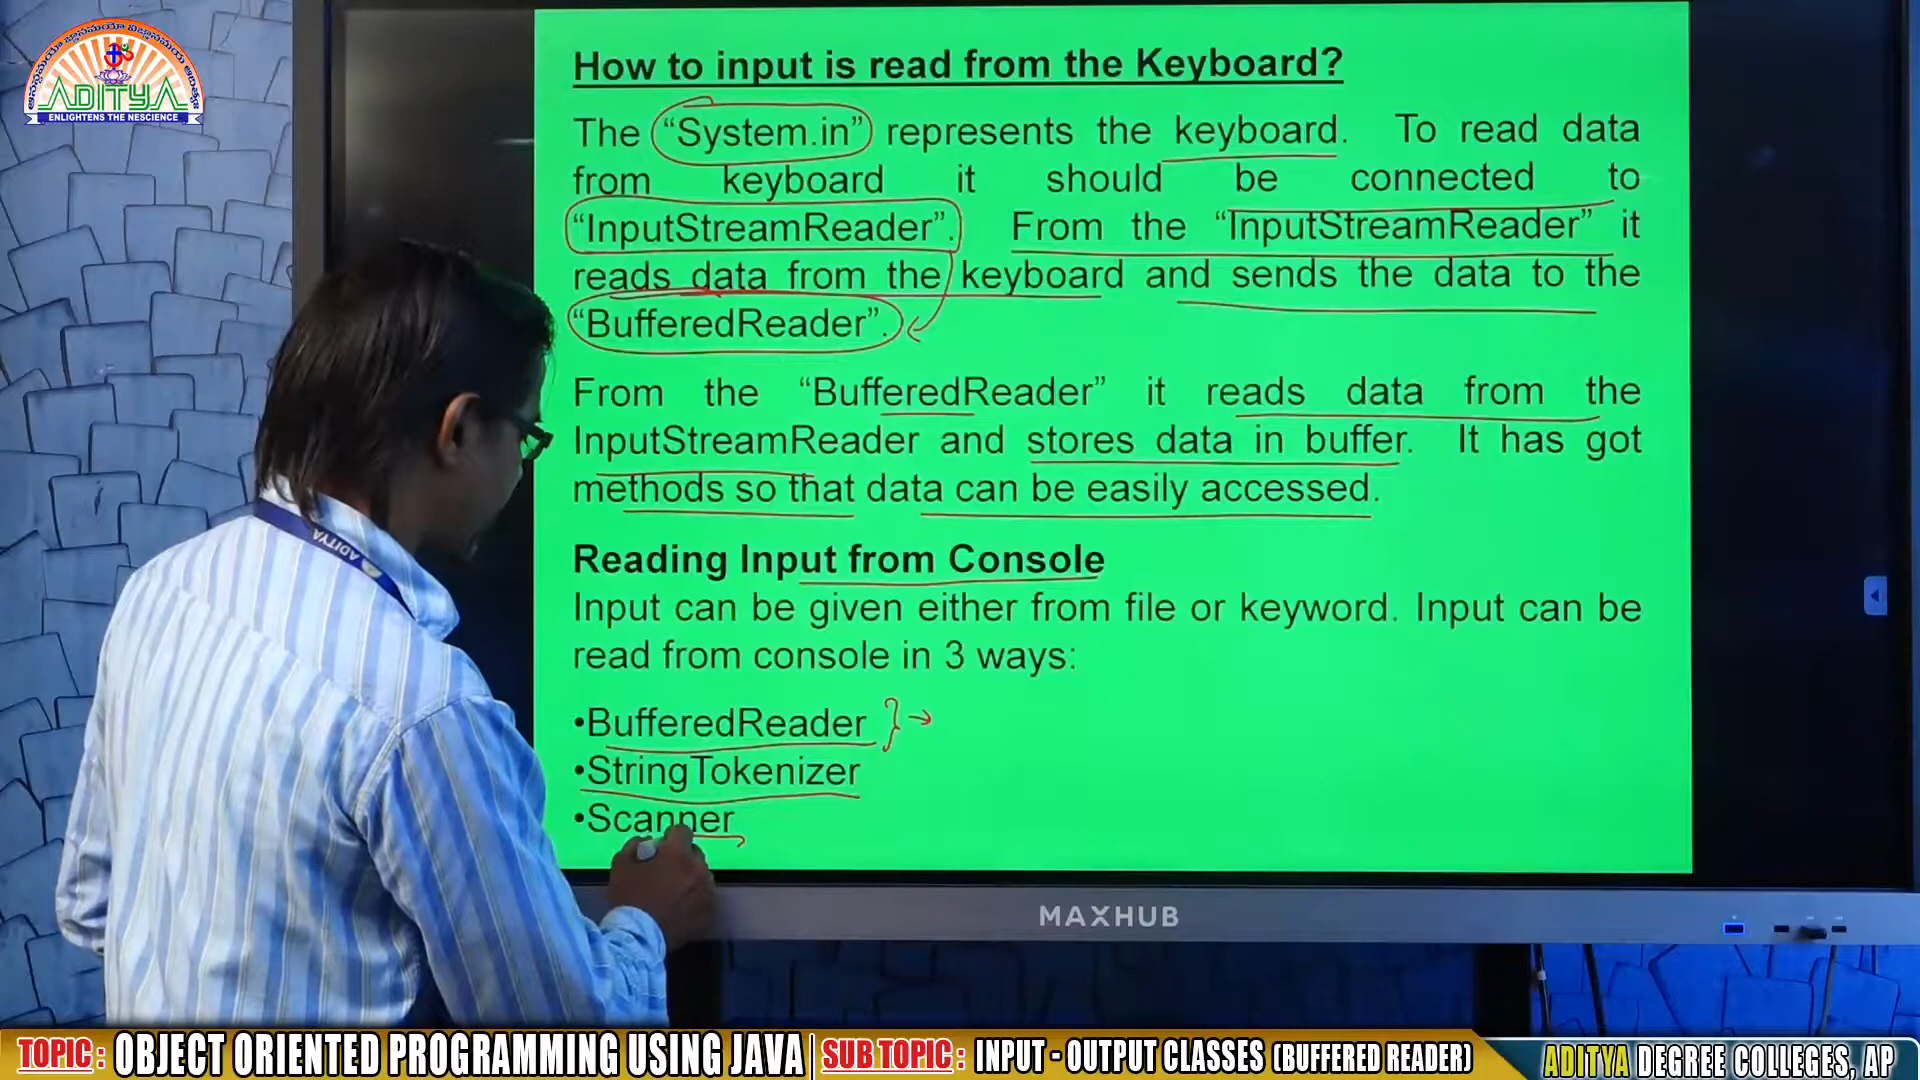 ADITYA
ENLIGHTENS THE NESCIENCE
How to input is read from the Keyboard?
The “System.in” represents the keyboard. To read data
from keyboard it should be connected to
“InputStreamReader”. From the “InputStreamReader” it
reads data from the keyboard and sends the data to the
“BufferedReader”.
From the “BufferedReader” it reads data from the
InputStreamReader and stores data in buffer. It has got
methods so that data can be easily accessed.
Reading Input from Console
Input can be given either from file or keyword. Input can be
read from console in 3 ways:
•BufferedReader
•StringTokenizer
•Scanner
ADITYA
MAXHUB
TOPIC : OBJECT ORIENTED PROGRAMMING USING JAVA | SUB TOPIC : INPUT - OUTPUT CLASSES (BUFFERED READER)
ADITYA DEGREE COLLEGES, AP